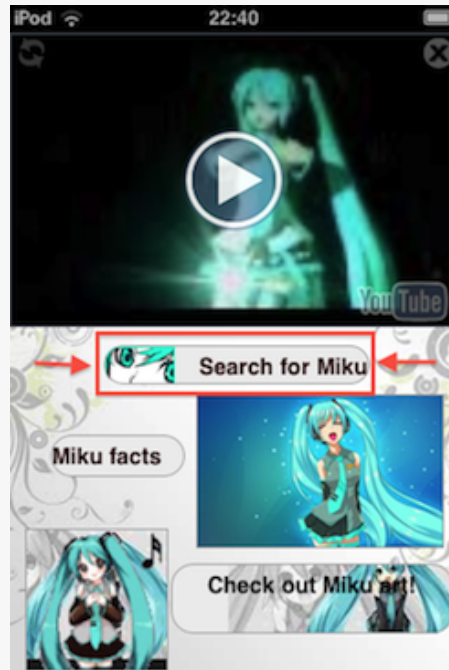 iPod 22:40
YouTube
Search for Miku
Miku facts
Check out Miku art!